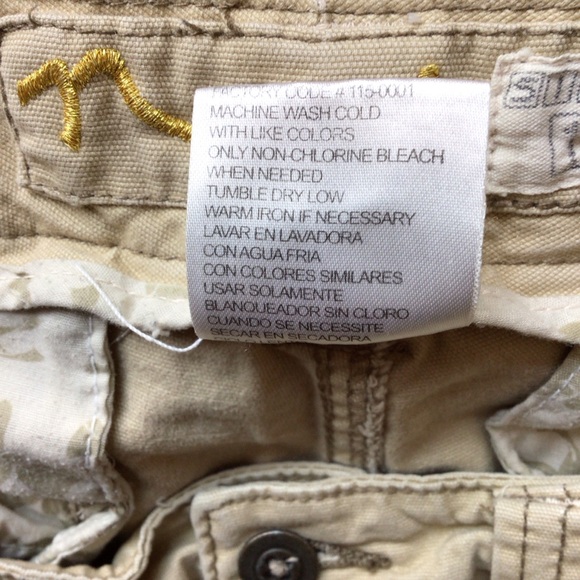 FACTORY CODE # 115-0001
MACHINE WASH COLD
WITH LIKE COLORS
ONLY NON-CHLORINE BLEACH
WHEN NEEDED
TUMBLE DRY LOW
WARM IRON IF NECESSARY
LAVAR EN LAVADORA
CON AGUA FRIA
CON COLORES SIMILARES
USAR SOLAMENTE
BLANQUEADOR SIN CLORO
CUANDO SE NECESSITE
SECAR EN SECADORA